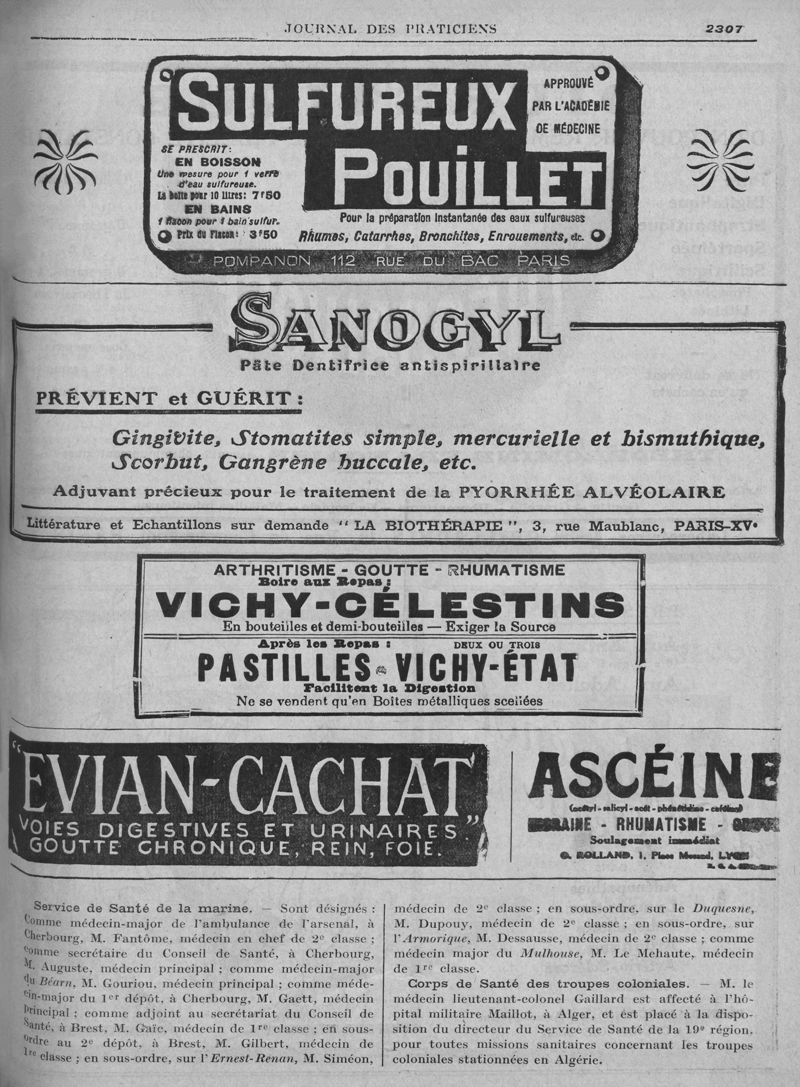 JOURNAL DES PRATICIENS 2307
SULFUREUX
POUILLET
APPROUVÉ
PAR L'ACADÉMIE
DE MÉDECINE
SE PRESCRIT:
EN BOISSON
Une mesure pour 1 verre
d'eau sulfureuse.
La boîte pour 10 litres: 7f50
EN BAINS
1 flacon pour 1 bain sulfur.
Prix du Flacon: 3f50
Pour la préparation instantanée des eaux sulfureuses
Rhumes, Catarrhes, Bronchites, Enrouements, etc.
POMPANON 112 RUE DU BAC PARIS
SANOGYL
Pâte Dentifrice antispirillaire
PRÉVIENT et GUÉRIT :
Gingivite, Stomatites simple, mercurielle et bismuthique,
Scorbut, Gangrène buccale, etc.
Adjuvant précieux pour le traitement de la PYORRHÉE ALVÉOLAIRE
Littérature et Echantillons sur demande " LA BIOTHÉRAPIE ", 3, rue Maublanc, PARIS-XVe
ARTHRITISME - GOUTTE - RHUMATISME
Boire aux Repas :
VICHY-CÉLESTINS
En bouteilles et demi-bouteilles — Exiger la Source
Après les Repas : DEUX OU TROIS
PASTILLES VICHY-ÉTAT
Facilitent la Digestion
Ne se vendent qu'en Boîtes métalliques scellées
"EVIAN-CACHAT"
VOIES DIGESTIVES ET URINAIRES.
GOUTTE CHRONIQUE, REIN, FOIE.
ASCÉINE
(acétyl-salicyl-acét-phénétidine-caféine)
- RHUMATISME -
Soulagement immédiat
G. ROLLAND, 1, Place Morand, LYON
Service de Santé de la marine. — Sont désignés :
Comme médecin-major de l'ambulance de l'arsenal, à
Cherbourg, M. Fantôme, médecin en chef de 2e classe ;
comme secrétaire du Conseil de Santé, à Cherbourg,
M. Auguste, médecin principal ; comme médecin-major
du Béarn, M. Gouriou, médecin principal ; comme méde-
cin-major du 1er dépôt, à Cherbourg, M. Gaett, médecin
principal ; comme adjoint au secrétariat du Conseil de
Santé, à Brest, M. Gaïc, médecin de 1re classe ; en sous-
ordre au 2e dépôt, à Brest, M. Gilbert, médecin de
1re classe ; en sous-ordre, sur l'Ernest-Renan, M. Siméon,
médecin de 2e classe ; en sous-ordre, sur le Duquesne,
M. Dupouy, médecin de 2e classe ; en sous-ordre, sur
l'Armorique, M. Dessausse, médecin de 2e classe ; comme
médecin major du Mulhouse, M. Le Mehaute, médecin
de 1re classe.
Corps de Santé des troupes coloniales. — M. le
médecin lieutenant-colonel Gaillard est affecté à l'hô-
pital militaire Maillot, à Alger, et est placé à la dispo-
sition du directeur du Service de Santé de la 19e région,
pour toutes missions sanitaires concernant les troupes
coloniales stationnées en Algérie.